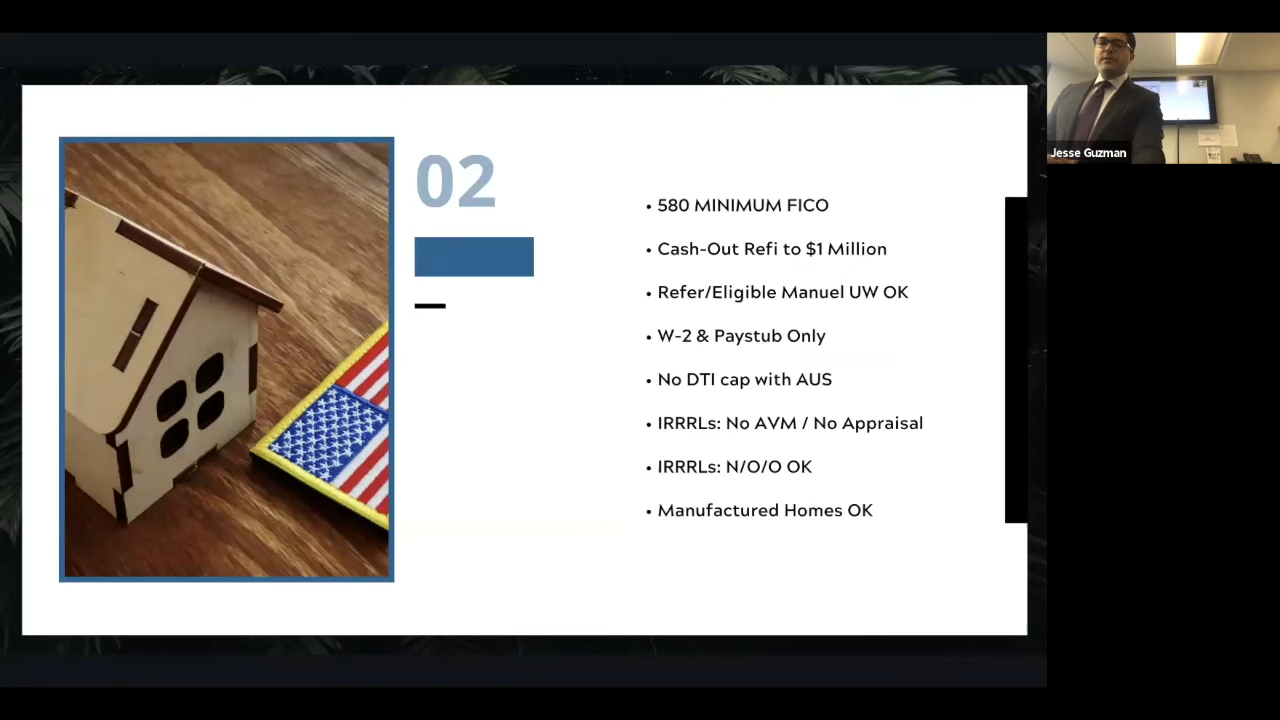 02
• 580 MINIMUM FICO
• Cash-Out Refi to $1 Million
• Refer/Eligible Manuel UW OK
• W-2 & Paystub Only
• No DTI cap with AUS
• IRRRLs: No AVM / No Appraisal
• IRRRLs: N/O/O OK
• Manufactured Homes OK
Jesse Guzman